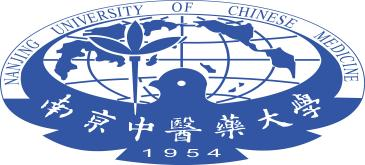 NANJING UNIVERSITY OF CHINESE MEDICINE
南京中醫藥大學
1954